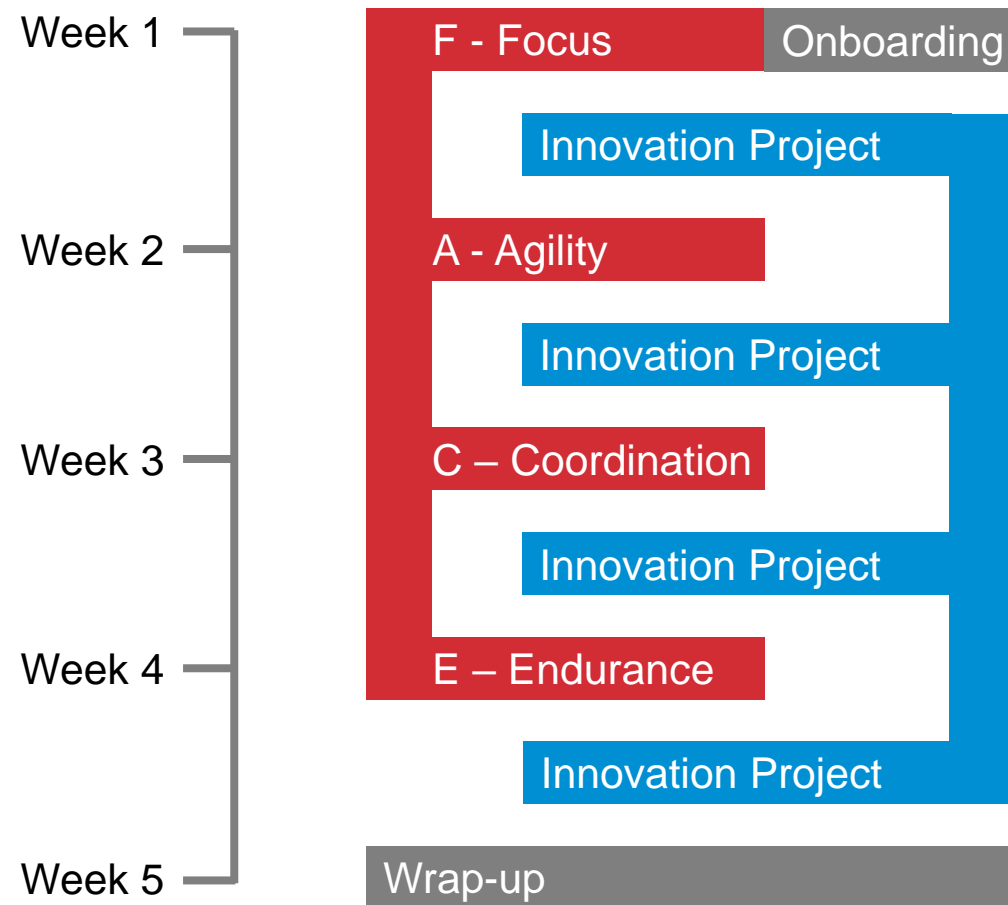 Week 1
F - Focus
Onboarding
Innovation Project
Week 2
A - Agility
Innovation Project
Week 3
C – Coordination
Innovation Project
Week 4
E – Endurance
Innovation Project
Week 5
Wrap-up